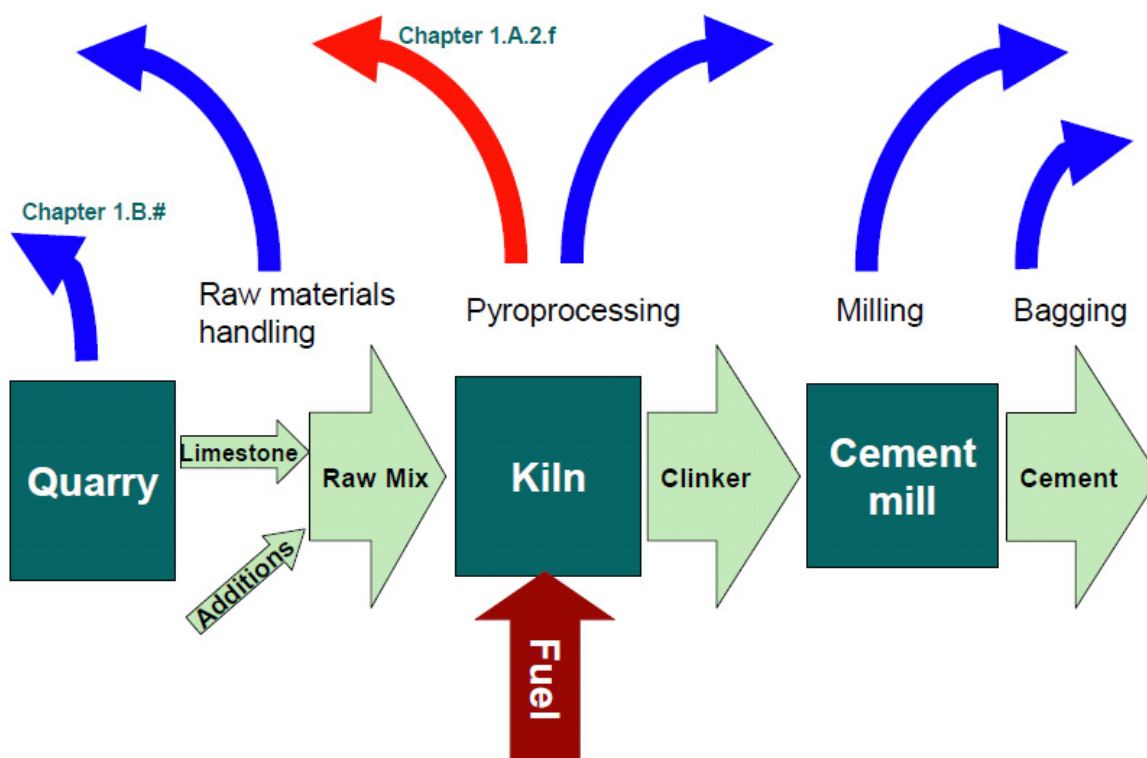 Chapter 1.A.2.f
Chapter 1.B.#
Raw materials
handling
Pyroprocessing
Milling
Bagging
Quarry
Limestone
Additions
Raw Mix
Kiln
Fuel
Clinker
Cement
mill
Cement